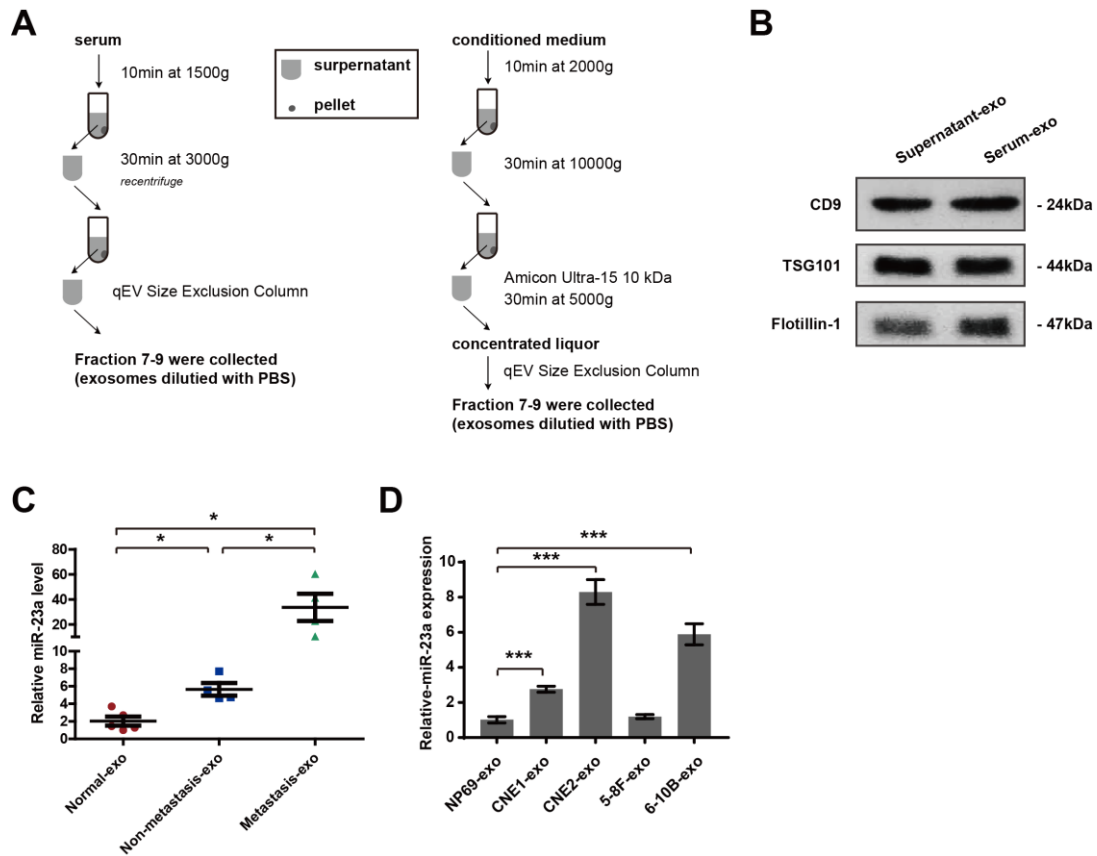 A
serum
10min at 1500g
30min at 3000g
recentrifuge
qEV Size Exclusion Column
Fraction 7-9 were collected
(exosomes dilutied with PBS)
surpernatant
pellet
conditioned medium
10min at 2000g
30min at 10000g
Amicon Ultra-15 10 kDa
30min at 5000g
concentrated liquor
qEV Size Exclusion Column
Fraction 7-9 were collected
(exosomes dilutied with PBS)
B
Supernatant-exo
Serum-exo
CD9
- 24kDa
TSG101
- 44kDa
Flotillin-1
- 47kDa
C
*
*
*
Relative miR-23a level
80
60
40
20
10
8
6
4
2
0
Normal-exo
Non-metastasis-exo
Metastasis-exo
D
***
***
***
Relative-miR-23a expression
10
8
6
4
2
0
NP69-exo
CNE1-exo
CNE2-exo
5-8F-exo
6-10B-exo